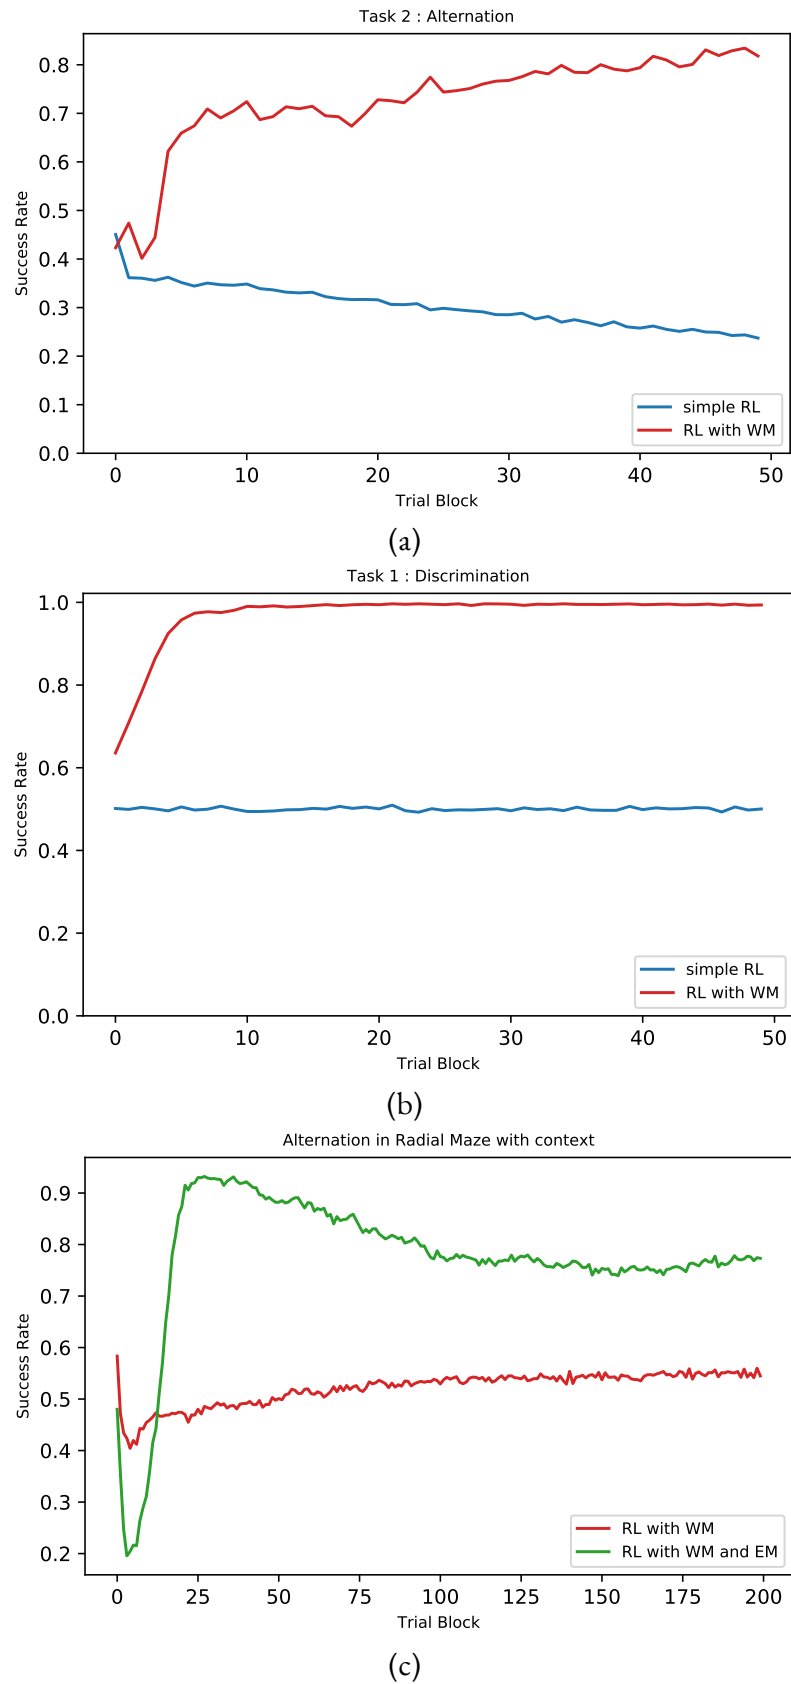 Task 2 : Alternation
0.8
0.7
0.6
0.5
0.4
0.3
0.2
0.1
0.0
Success Rate
simple RL
RL with WM
0 10 20 30 40 50
Trial Block
(a)
Task 1 : Discrimination
1.0
0.8
0.6
0.4
0.2
0.0
Success Rate
simple RL
RL with WM
0 10 20 30 40 50
Trial Block
(b)
Alternation in Radial Maze with context
0.9
0.8
0.7
0.6
0.5
0.4
0.3
0.2
Success Rate
RL with WM
RL with WM and EM
0 25 50 75 100 125 150 175 200
Trial Block
(c)